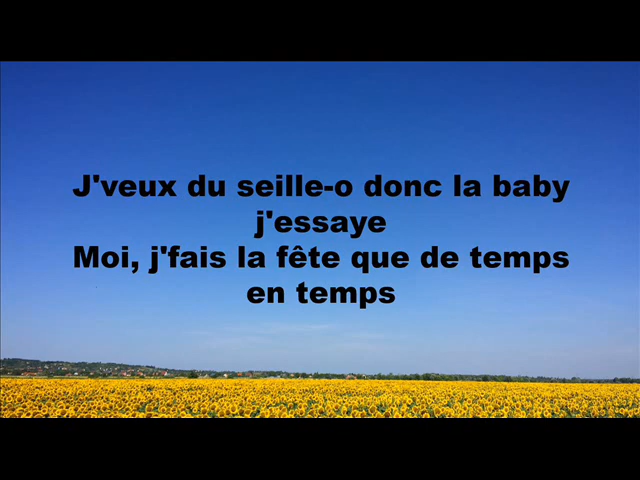 J'veux du seille-o donc la baby
j'essaye
Moi, j'fais la fête que de temps
en temps